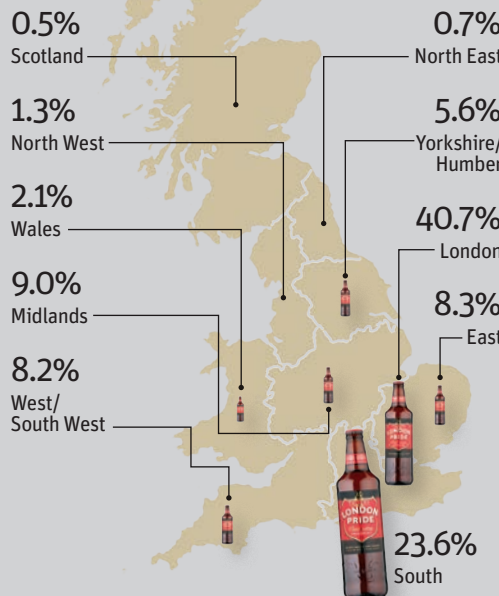 0.5%
Scotland
1.3%
North West
2.1%
Wales
9.0%
Midlands
8.2%
West/
South West
0.7%
North East
5.6%
Yorkshire/
Humber
40.7%
London
8.3%
East
23.6%
South
LONDON
PRIDE
LONDON
PRIDE